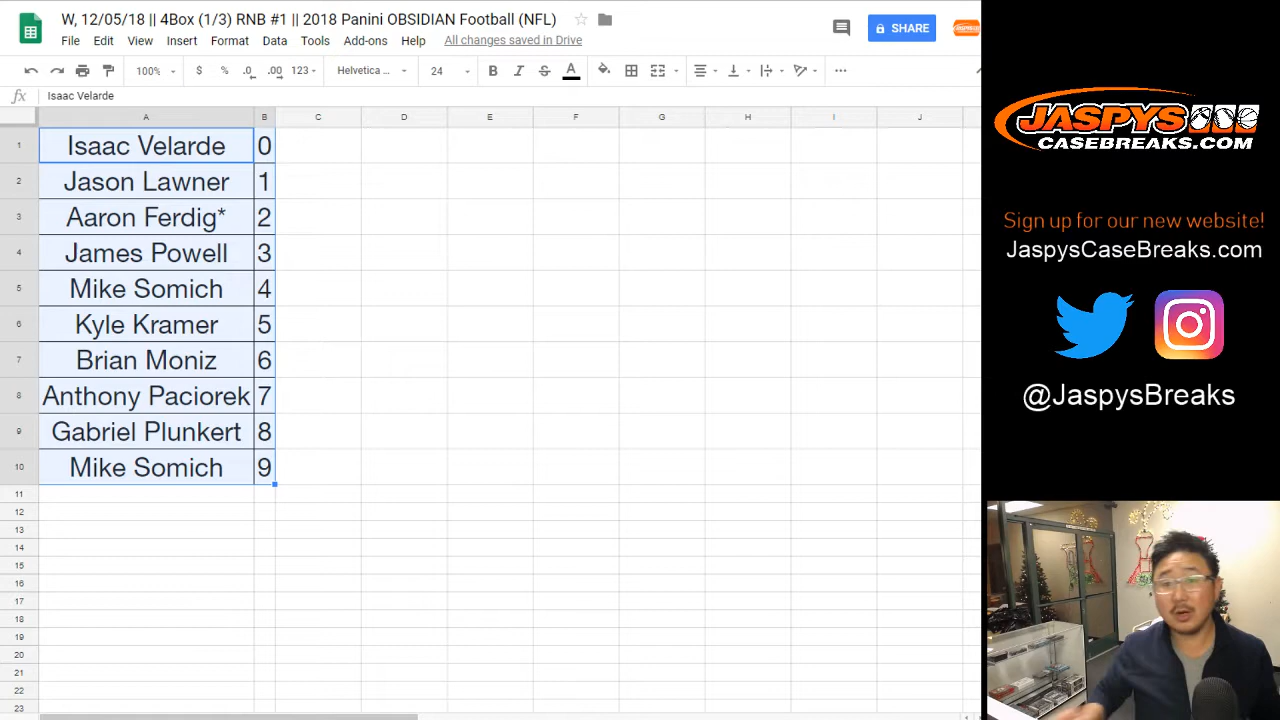 W, 12/05/18 || 4Box (1/3) RNB #1 || 2018 Panini OBSIDIAN Football (NFL)
File Edit View Insert Format Data Tools Add-ons Help All changes saved in Drive
SHARE
100% $ % .0 .00 123 Helvetica ... 24 B I S A
fx Isaac Velarde
A B C D E F G H I J
1 Isaac Velarde 0
2 Jason Lawner 1
3 Aaron Ferdig* 2
4 James Powell 3
5 Mike Somich 4
6 Kyle Kramer 5
7 Brian Moniz 6
8 Anthony Paciorek 7
9 Gabriel Plunkert 8
10 Mike Somich 9
11
12
13
14
15
16
17
18
19
20
21
22
23
JASPYS
CASEBREAKS.COM
Sign up for our new website!
JaspysCaseBreaks.com
@JaspysBreaks